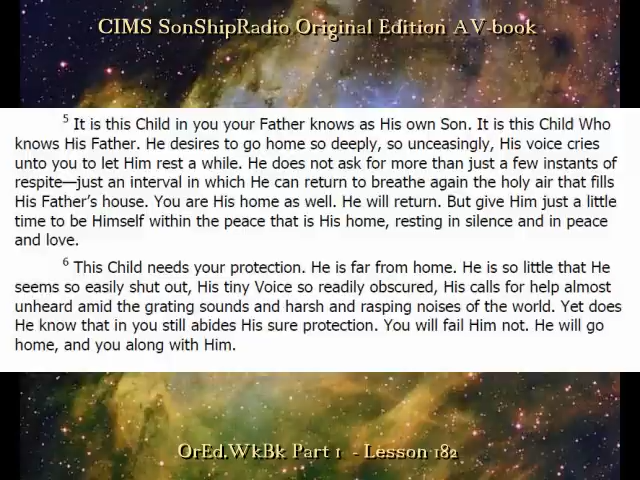 CIMS SonShipRadio Original Edition AV-book
5 It is this Child in you your Father knows as His own Son. It is this Child Who
knows His Father. He desires to go home so deeply, so unceasingly, His voice cries
unto you to let Him rest a while. He does not ask for more than just a few instants of
respite—just an interval in which He can return to breathe again the holy air that fills
His Father's house. You are His home as well. He will return. But give Him just a little
time to be Himself within the peace that is His home, resting in silence and in peace
and love.
6 This Child needs your protection. He is far from home. He is so little that He
seems so easily shut out, His tiny Voice so readily obscured, His calls for help almost
unheard amid the grating sounds and harsh and rasping noises of the world. Yet does
He know that in you still abides His sure protection. You will fail Him not. He will go
home, and you along with Him.
OrEd.WkBk Part 1 - Lesson 182